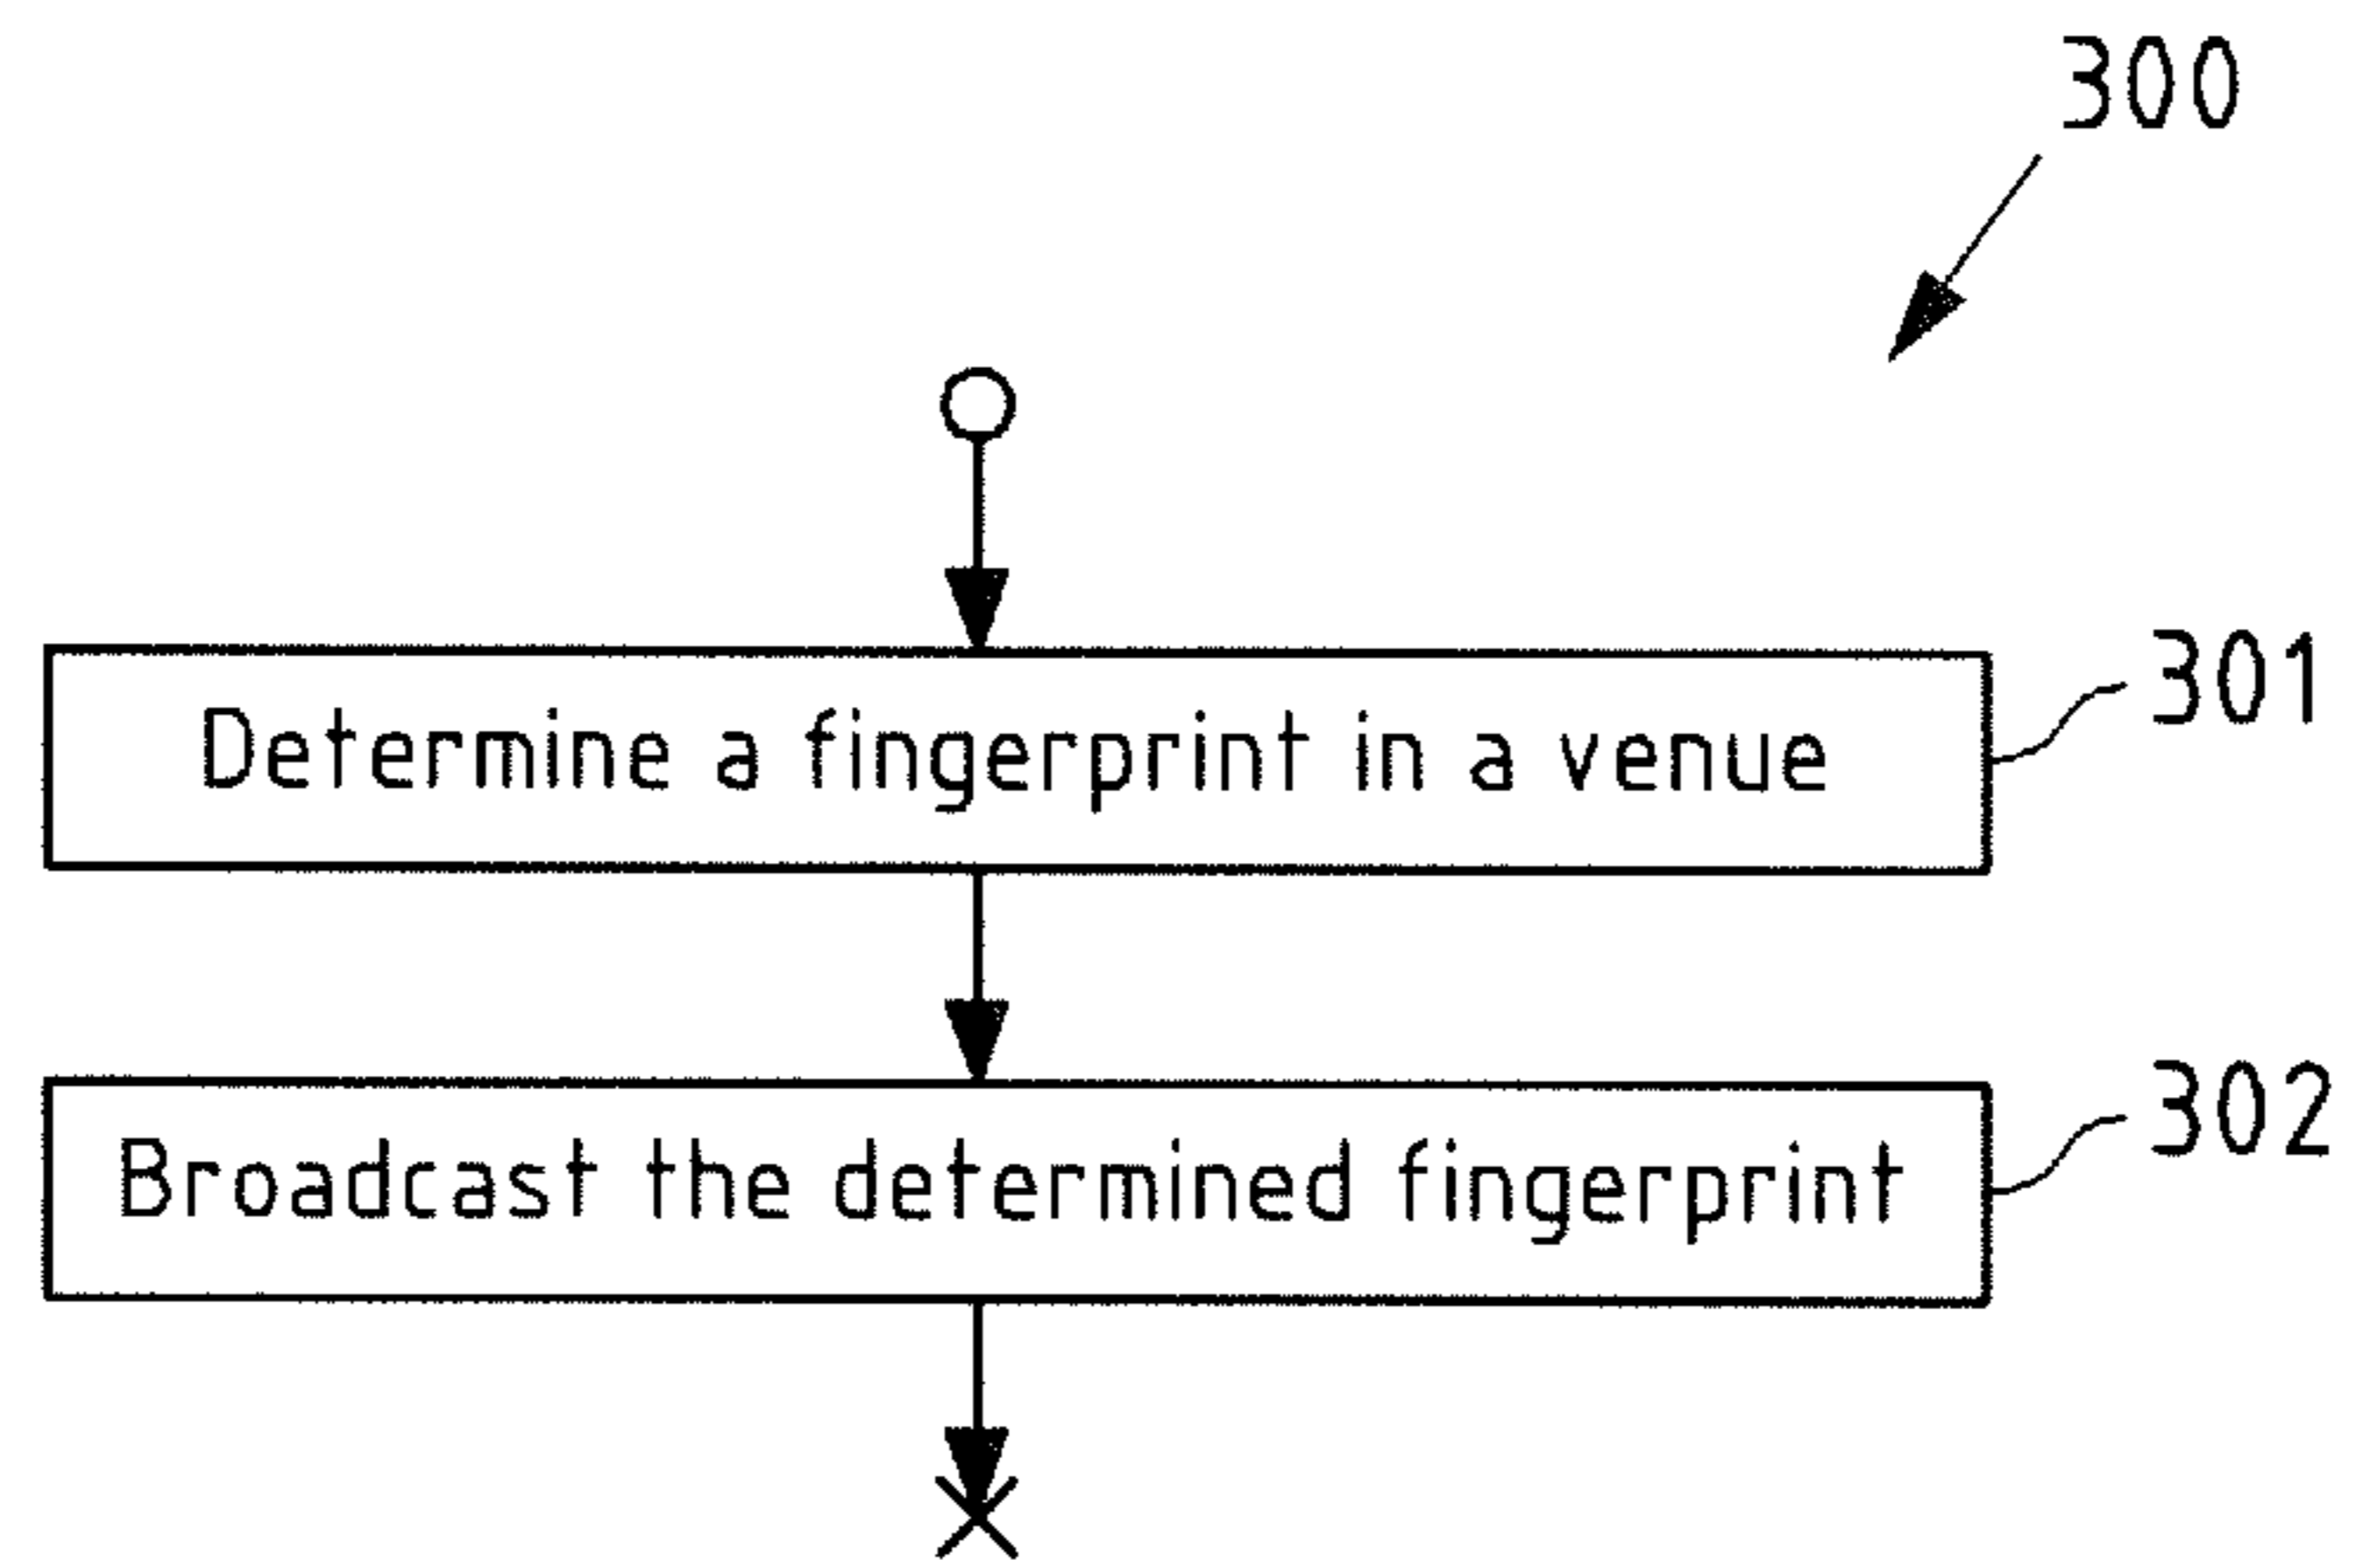 300
Determine a fingerprint in a venue
301
Broadcast the determined fingerprint
302